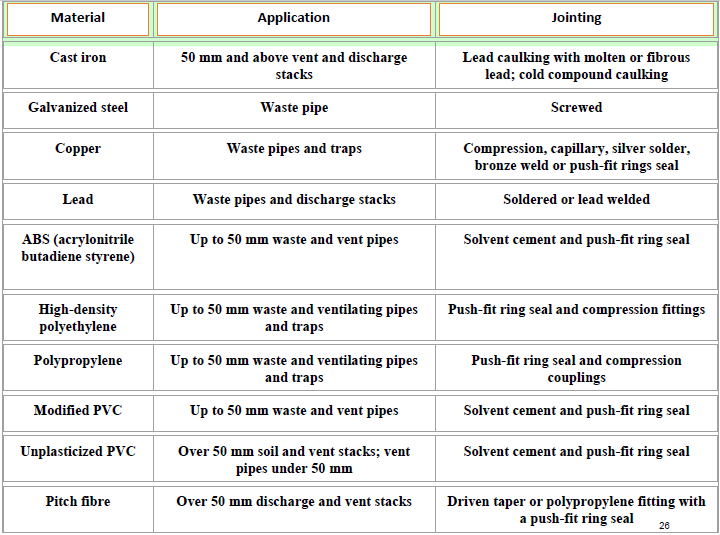 Material Application Jointing
Cast iron 50 mm and above vent and discharge Lead caulking with molten or fibrous
stacks lead; cold compound caulking
Galvanized steel Waste pipe Screwed
Copper Waste pipes and traps Compression, capillary, silver solder,
bronze weld or push-fit rings seal
Lead Waste pipes and discharge stacks Soldered or lead welded
ABS (acrylonitrile Up to 50 mm waste and vent pipes Solvent cement and push-fit ring seal
butadiene styrene)
High-density Up to 50 mm waste and ventilating pipes Push-fit ring seal and compression fittings
polyethylene and traps
Polypropylene Up to 50 mm waste and ventilating pipes Push-fit ring seal and compression
and traps couplings
Modified PVC Up to 50 mm waste and vent pipes Solvent cement and push-fit ring seal
Unplasticized PVC Over 50 mm soil and vent stacks; vent Solvent cement and push-fit ring seal
pipes under 50 mm
Pitch fibre Over 50 mm discharge and vent stacks Driven taper or polypropylene fitting with
a push-fit ring seal
26